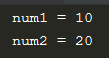 num1 = 10
num2 = 20